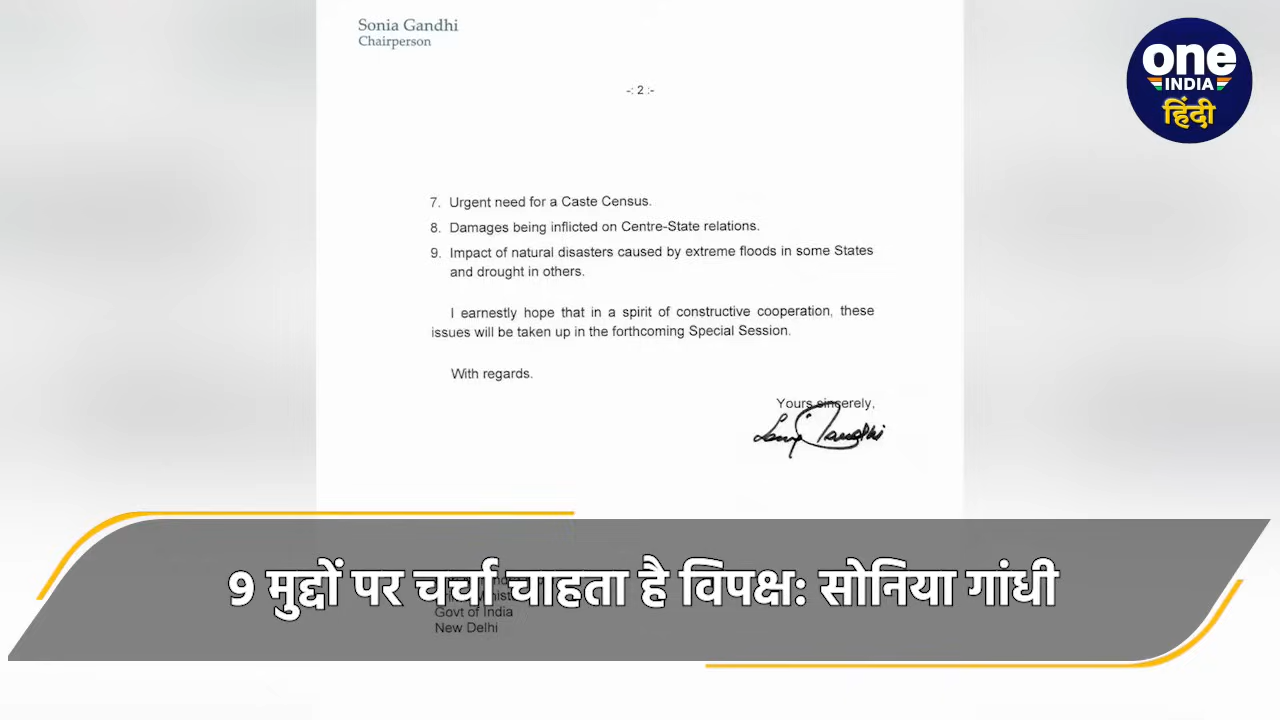 Sonia Gandhi
Chairperson
-: 2 :-
one
INDIA
हिंदी
7. Urgent need for a Caste Census.
8. Damages being inflicted on Centre-State relations.
9. Impact of natural disasters caused by extreme floods in some States
and drought in others.
I earnestly hope that in a spirit of constructive cooperation, these
issues will be taken up in the forthcoming Special Session.
With regards.
Yours sincerely,
Sonia Gandhi
9 मुद्दों पर चर्चा चाहता है विपक्ष: सोनिया गांधी
Govt of India
New Delhi